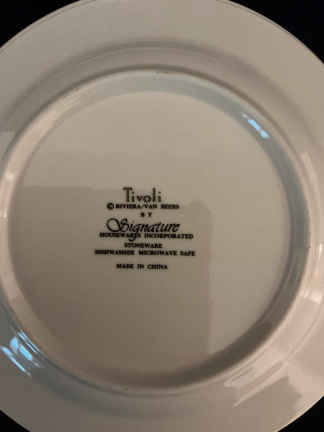 Tivoli
© RIVIERA/VAN BEERS
BY
Signature
HOUSEWARES INCORPORATED
STONEWARE
DISHWASHER MICROWAVE SAFE
MADE IN CHINA